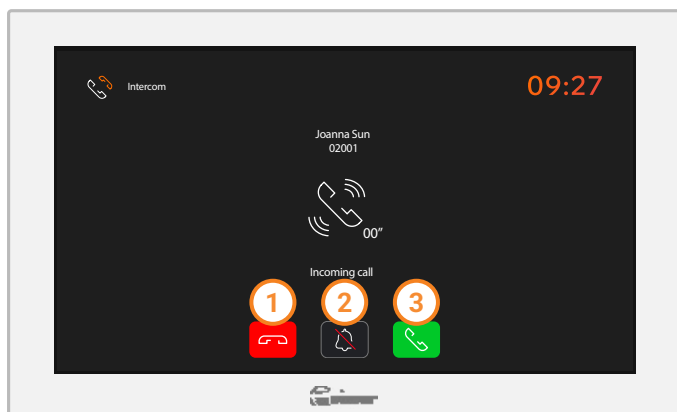 Intercom
09:27
Joanna Sun
02001
00”
Incoming call
1
2
3